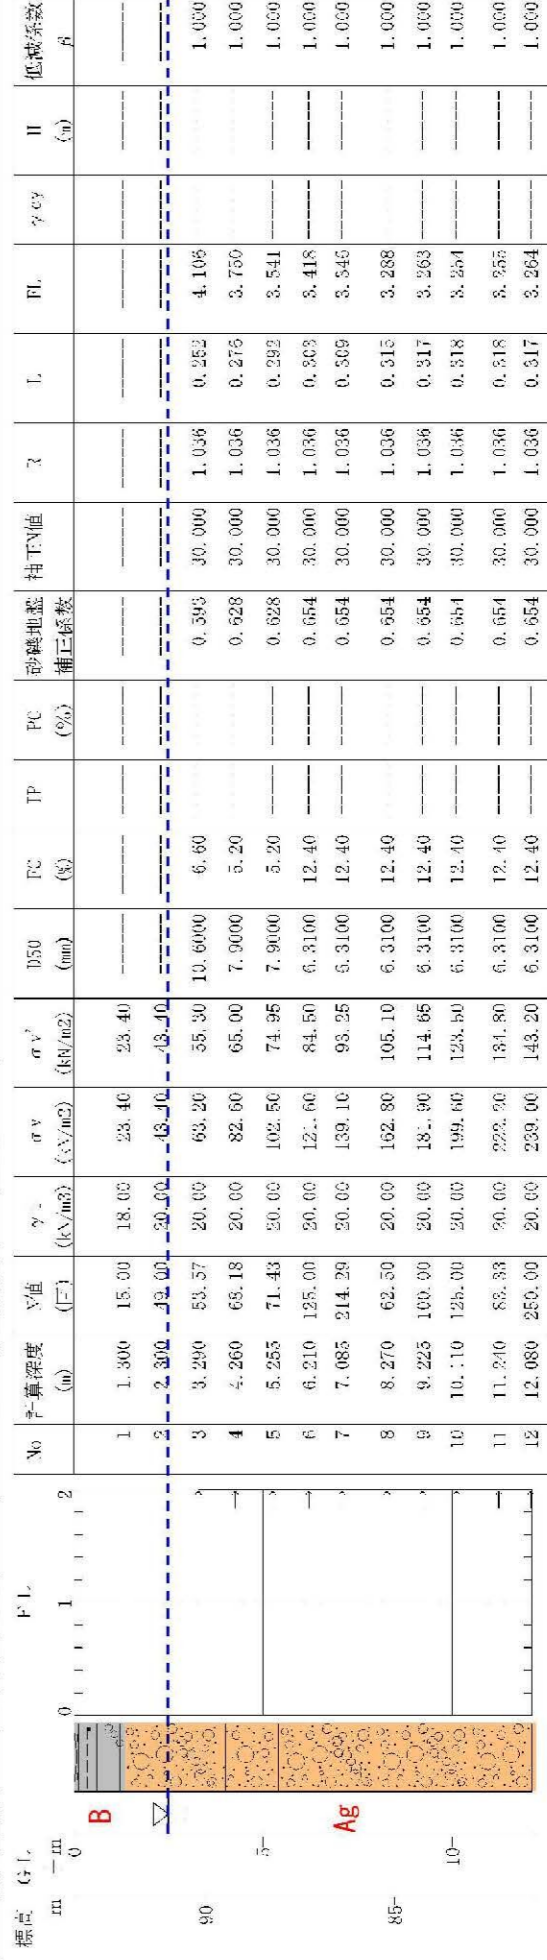 標高 GL FL No 計算深度 N値 γt σv σv' D50 FC IP PC 砂礫地盤 補正N値 R L FL γcy H 低減係数
m -m 0 1 2 (m) (回) (kN/m3) (kN/m2) (kN/m2) (mm) (%) (%) 補正係数 (m) β
B
1 1.300 15.00 18.00 23.40 23.40
2 2.300 49.00 20.00 43.40 43.40
90
3 3.290 53.57 20.00 63.20 55.30 10.6000 6.60 0.593 30.000 1.036 0.252 4.106 1.000
4 4.260 68.18 20.00 82.60 65.00 7.9000 5.20 0.628 30.000 1.036 0.276 3.750 1.000
5-
5 5.255 71.43 20.00 102.50 74.95 7.9000 5.20 0.628 30.000 1.036 0.292 3.541 1.000
6 6.210 125.00 20.00 121.60 84.50 6.3100 12.40 0.654 30.000 1.036 0.303 3.418 1.000
Ag
7 7.085 214.29 20.00 139.10 93.25 6.3100 12.40 0.654 30.000 1.036 0.309 3.346 1.000
8 8.270 62.50 20.00 162.80 105.10 6.3100 12.40 0.654 30.000 1.036 0.315 3.288 1.000
85-
9 9.225 100.00 20.00 181.90 114.65 6.3100 12.40 0.654 30.000 1.036 0.317 3.263 1.000
10-
10 10.110 125.00 20.00 199.60 123.50 6.3100 12.40 0.654 30.000 1.036 0.318 3.254 1.000
11 11.240 83.33 20.00 222.20 134.80 6.3100 12.40 0.654 30.000 1.036 0.318 3.255 1.000
12 12.080 250.00 20.00 239.00 143.20 6.3100 12.40 0.654 30.000 1.036 0.317 3.264 1.000